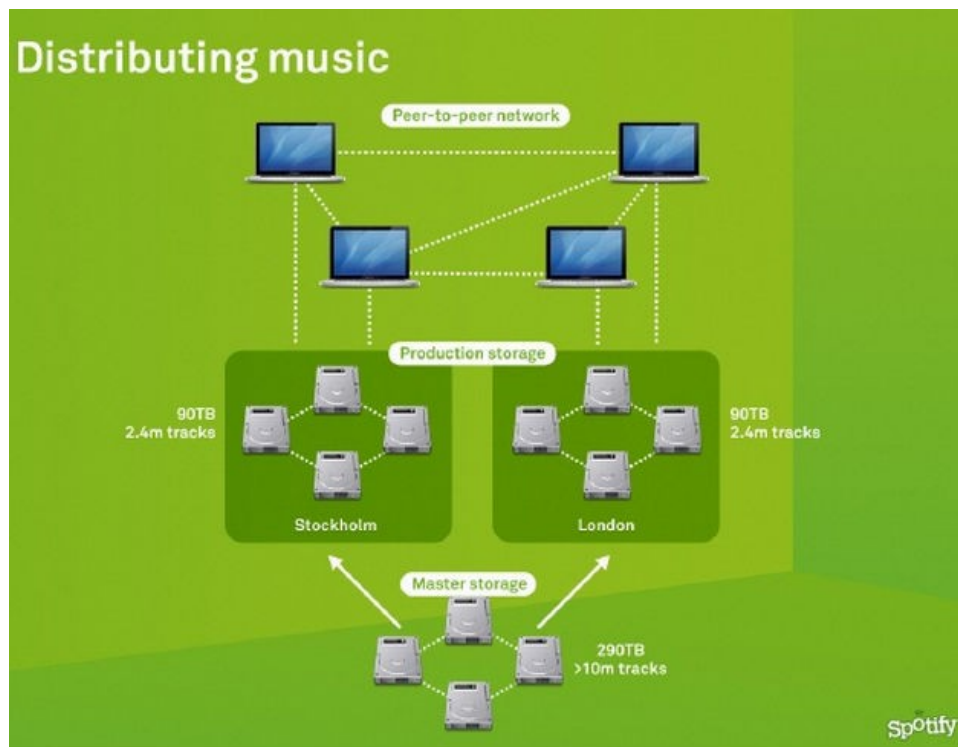 Distributing music
Peer-to-peer network
Production storage
90TB
2.4m tracks
90TB
2.4m tracks
Stockholm
London
Master storage
290TB
>10m tracks
Spotify